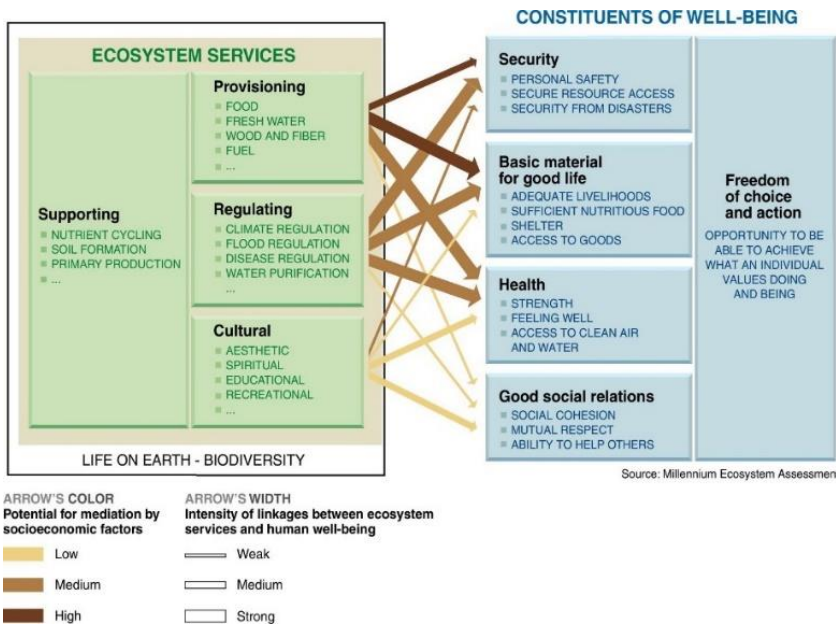 CONSTITUENTS OF WELL-BEING
ECOSYSTEM SERVICES
Supporting
NUTRIENT CYCLING
SOIL FORMATION
PRIMARY PRODUCTION
...
Provisioning
FOOD
FRESH WATER
WOOD AND FIBER
FUEL
...
Regulating
CLIMATE REGULATION
FLOOD REGULATION
DISEASE REGULATION
WATER PURIFICATION
...
Cultural
AESTHETIC
SPIRITUAL
EDUCATIONAL
RECREATIONAL
...
LIFE ON EARTH - BIODIVERSITY
Security
PERSONAL SAFETY
SECURE RESOURCE ACCESS
SECURITY FROM DISASTERS
Basic material
for good life
ADEQUATE LIVELIHOODS
SUFFICIENT NUTRITIOUS FOOD
SHELTER
ACCESS TO GOODS
Health
STRENGTH
FEELING WELL
ACCESS TO CLEAN AIR
AND WATER
Good social relations
SOCIAL COHESION
MUTUAL RESPECT
ABILITY TO HELP OTHERS
Freedom
of choice
and action
OPPORTUNITY TO BE
ABLE TO ACHIEVE
WHAT AN INDIVIDUAL
VALUES DOING
AND BEING
Source: Millennium Ecosystem Assessmen
ARROW'S COLOR
Potential for mediation by
socioeconomic factors
Low
Medium
High
ARROW'S WIDTH
Intensity of linkages between ecosystem
services and human well-being
Weak
Medium
Strong